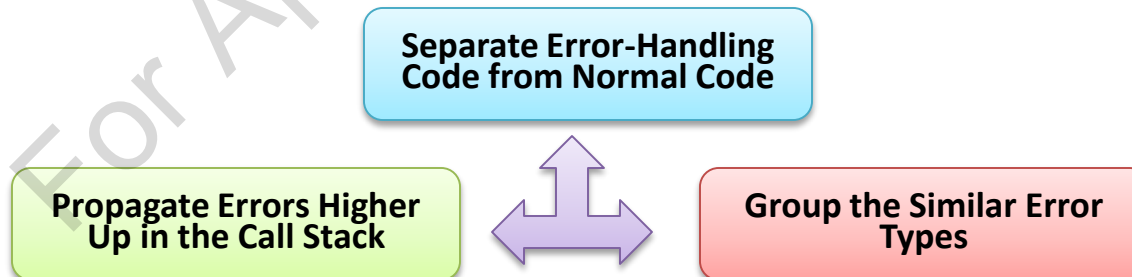 Separate Error-Handling
Code from Normal Code
Propagate Errors Higher
Up in the Call Stack
Group the Similar Error
Types
For